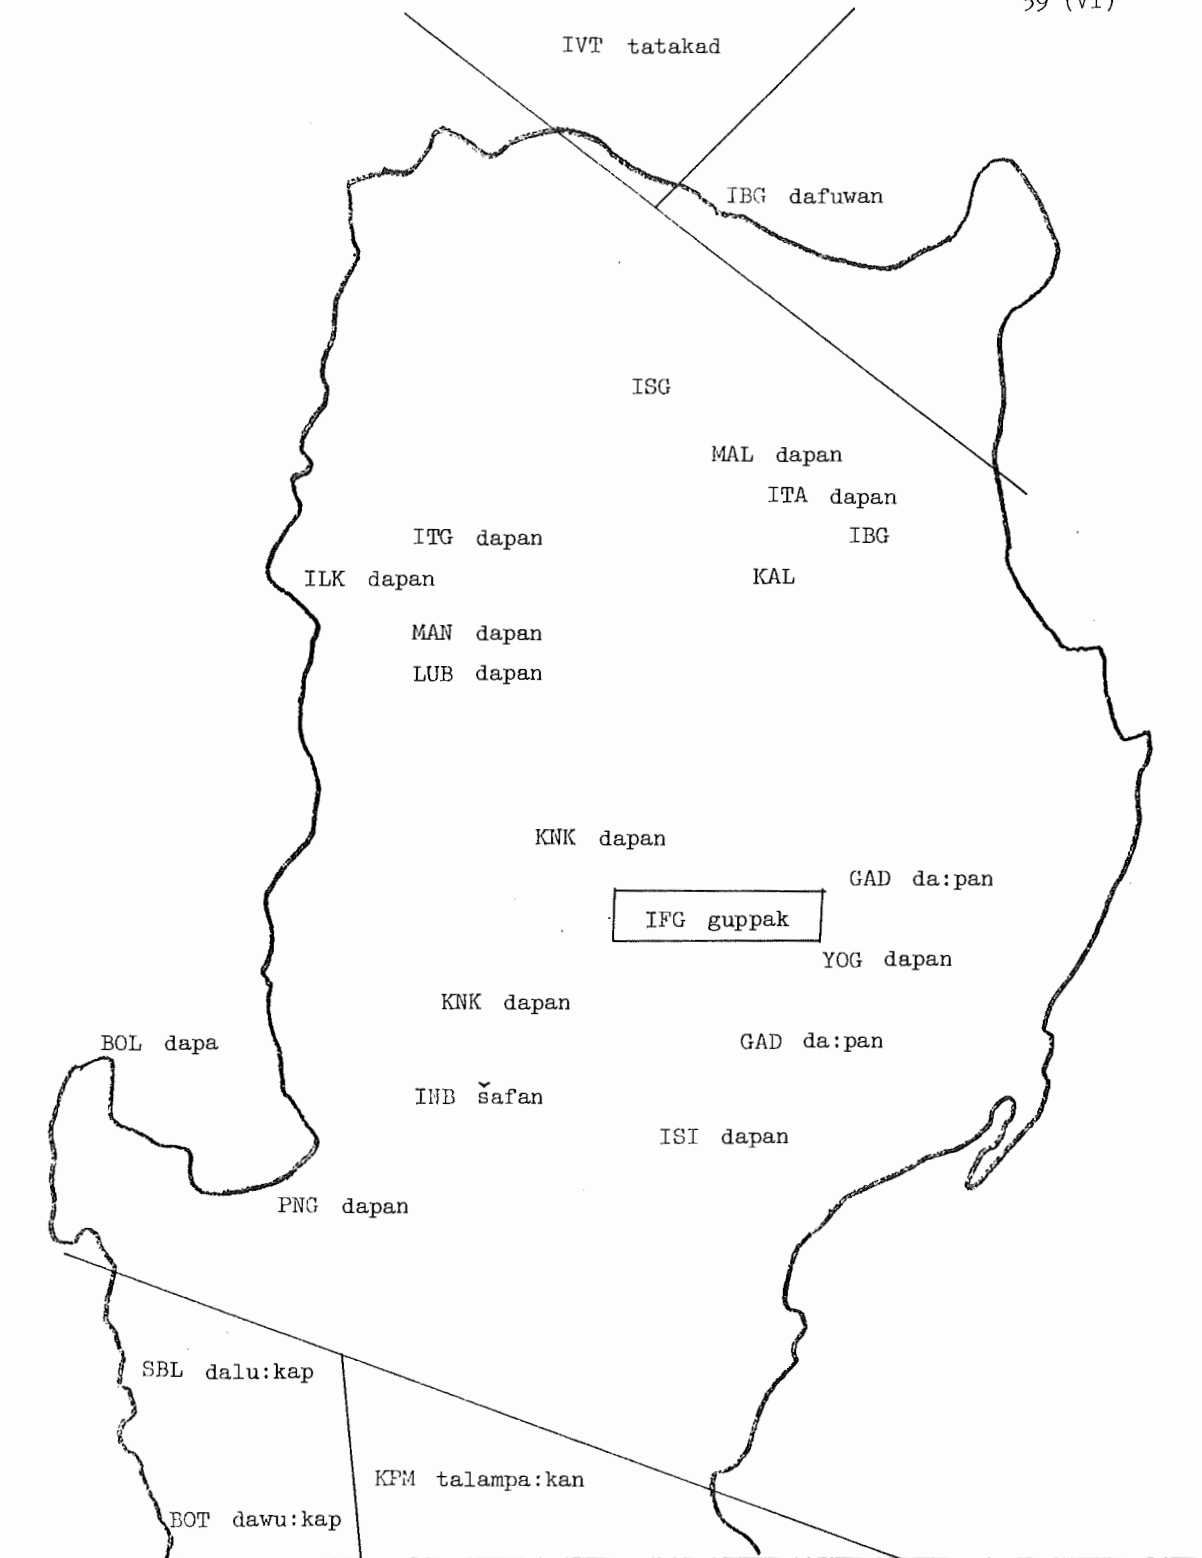 59 (VI)
IVT tatakad
IBG dafuwan
ISG
MAL dapan
ITA dapan
ITG dapan
IBG
ILK dapan
KAL
MAN dapan
LUB dapan
KNK dapan
GAD da:pan
IFG guppak
YOG dapan
KNK dapan
BOL dapa
GAD da:pan
INB šafan
ISI dapan
PNG dapan
SBL dalu:kap
KPM talampa:kan
BOT dawu:kap